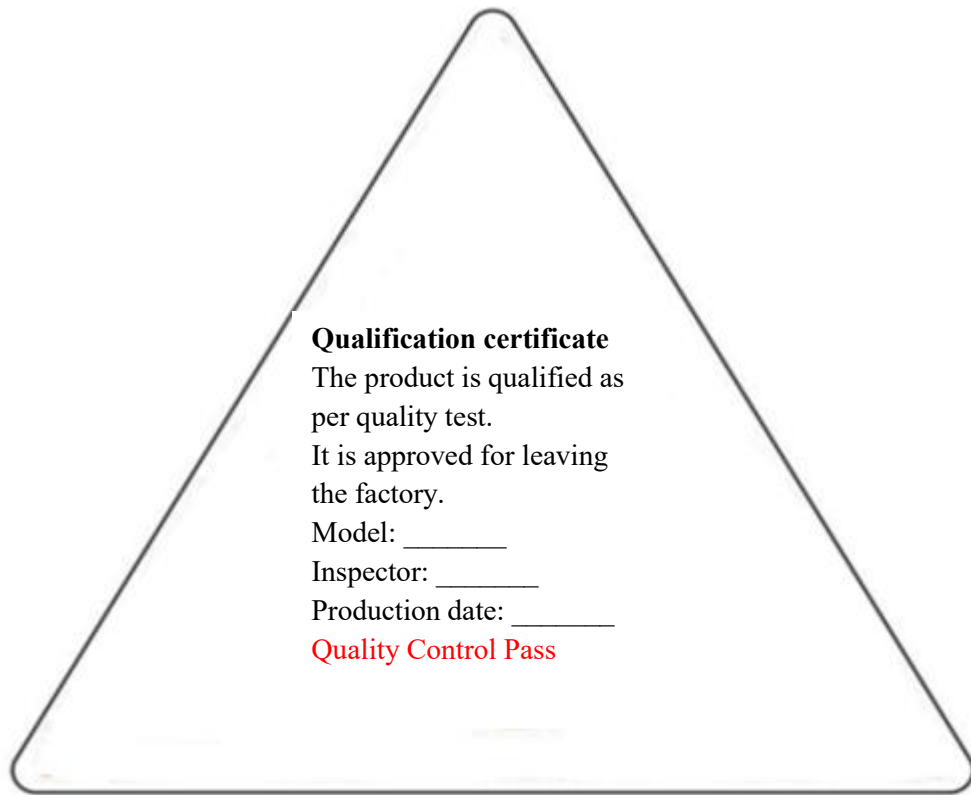 Qualification certificate
The product is qualified as
per quality test.
It is approved for leaving
the factory.
Model: _______
Inspector: _______
Production date: _______
Quality Control Pass